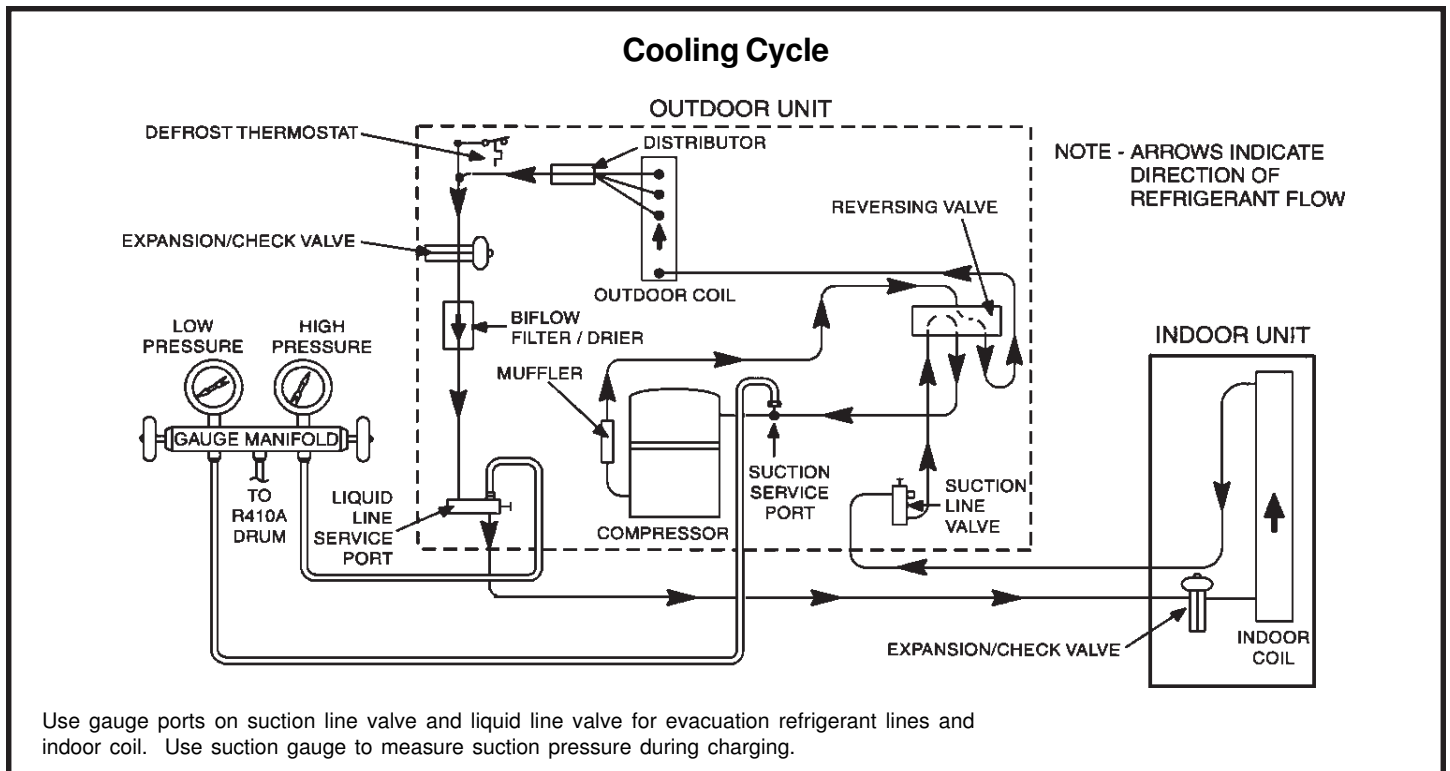 Cooling Cycle
OUTDOOR UNIT
DEFROST THERMOSTAT
DISTRIBUTOR
NOTE - ARROWS INDICATE
DIRECTION OF
REFRIGERANT FLOW
REVERSING VALVE
EXPANSION/CHECK VALVE
OUTDOOR COIL
BIFLOW
FILTER / DRIER
LOW
PRESSURE
HIGH
PRESSURE
INDOOR UNIT
MUFFLER
GAUGE MANIFOLD
TO
R410A
DRUM
LIQUID
LINE
SERVICE
PORT
COMPRESSOR
SUCTION
SERVICE
PORT
SUCTION
LINE
VALVE
EXPANSION/CHECK VALVE
INDOOR
COIL
Use gauge ports on suction line valve and liquid line valve for evacuation refrigerant lines and
indoor coil. Use suction gauge to measure suction pressure during charging.